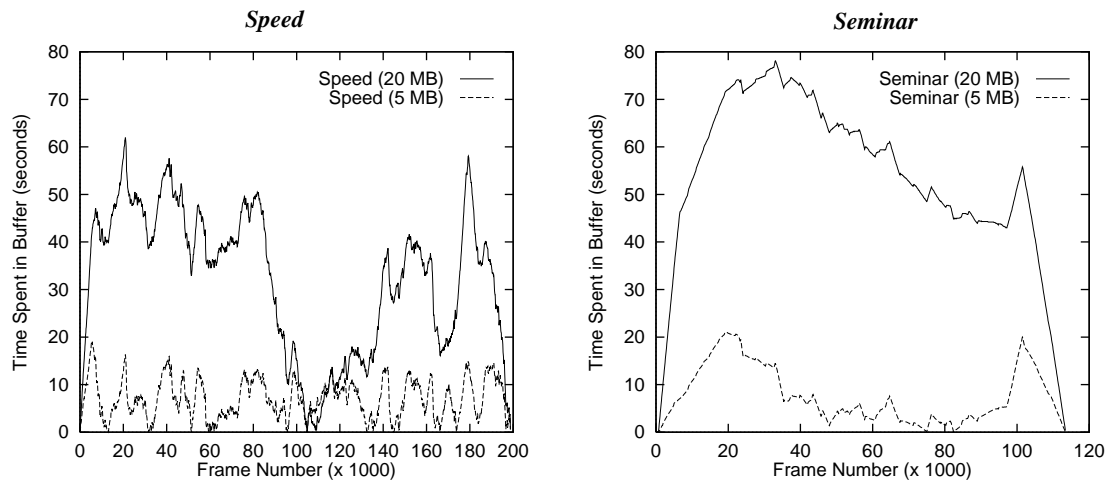 Speed
80
70
60
50
40
30
20
10
0
Time Spent in Buffer (seconds)
Speed (20 MB)
Speed (5 MB)
0 20 40 60 80 100 120 140 160 180 200
Frame Number (x 1000)
Seminar
80
70
60
50
40
30
20
10
0
Time Spent in Buffer (seconds)
Seminar (20 MB)
Seminar (5 MB)
0 20 40 60 80 100 120
Frame Number (x 1000)